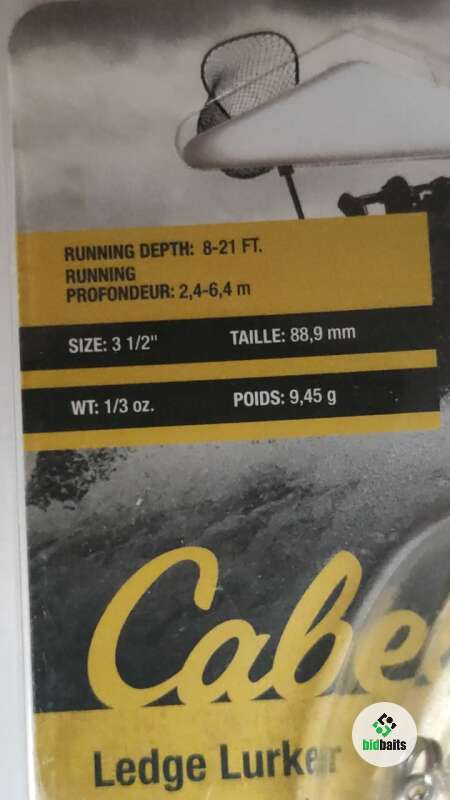 RUNNING DEPTH: 8-21 FT.
RUNNING
PROFONDEUR: 2,4-6,4 m
SIZE: 3 1/2" TAILLE: 88,9 mm
WT: 1/3 oz. POIDS: 9,45 g
Cabe
Ledge Lurker
bidbaits